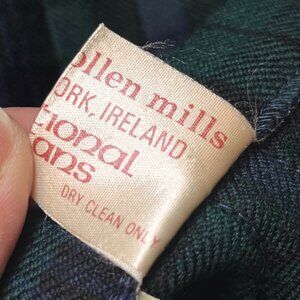 ollen mills
ORK, IRELAND
tional
ans
DRY CLEAN ONLY